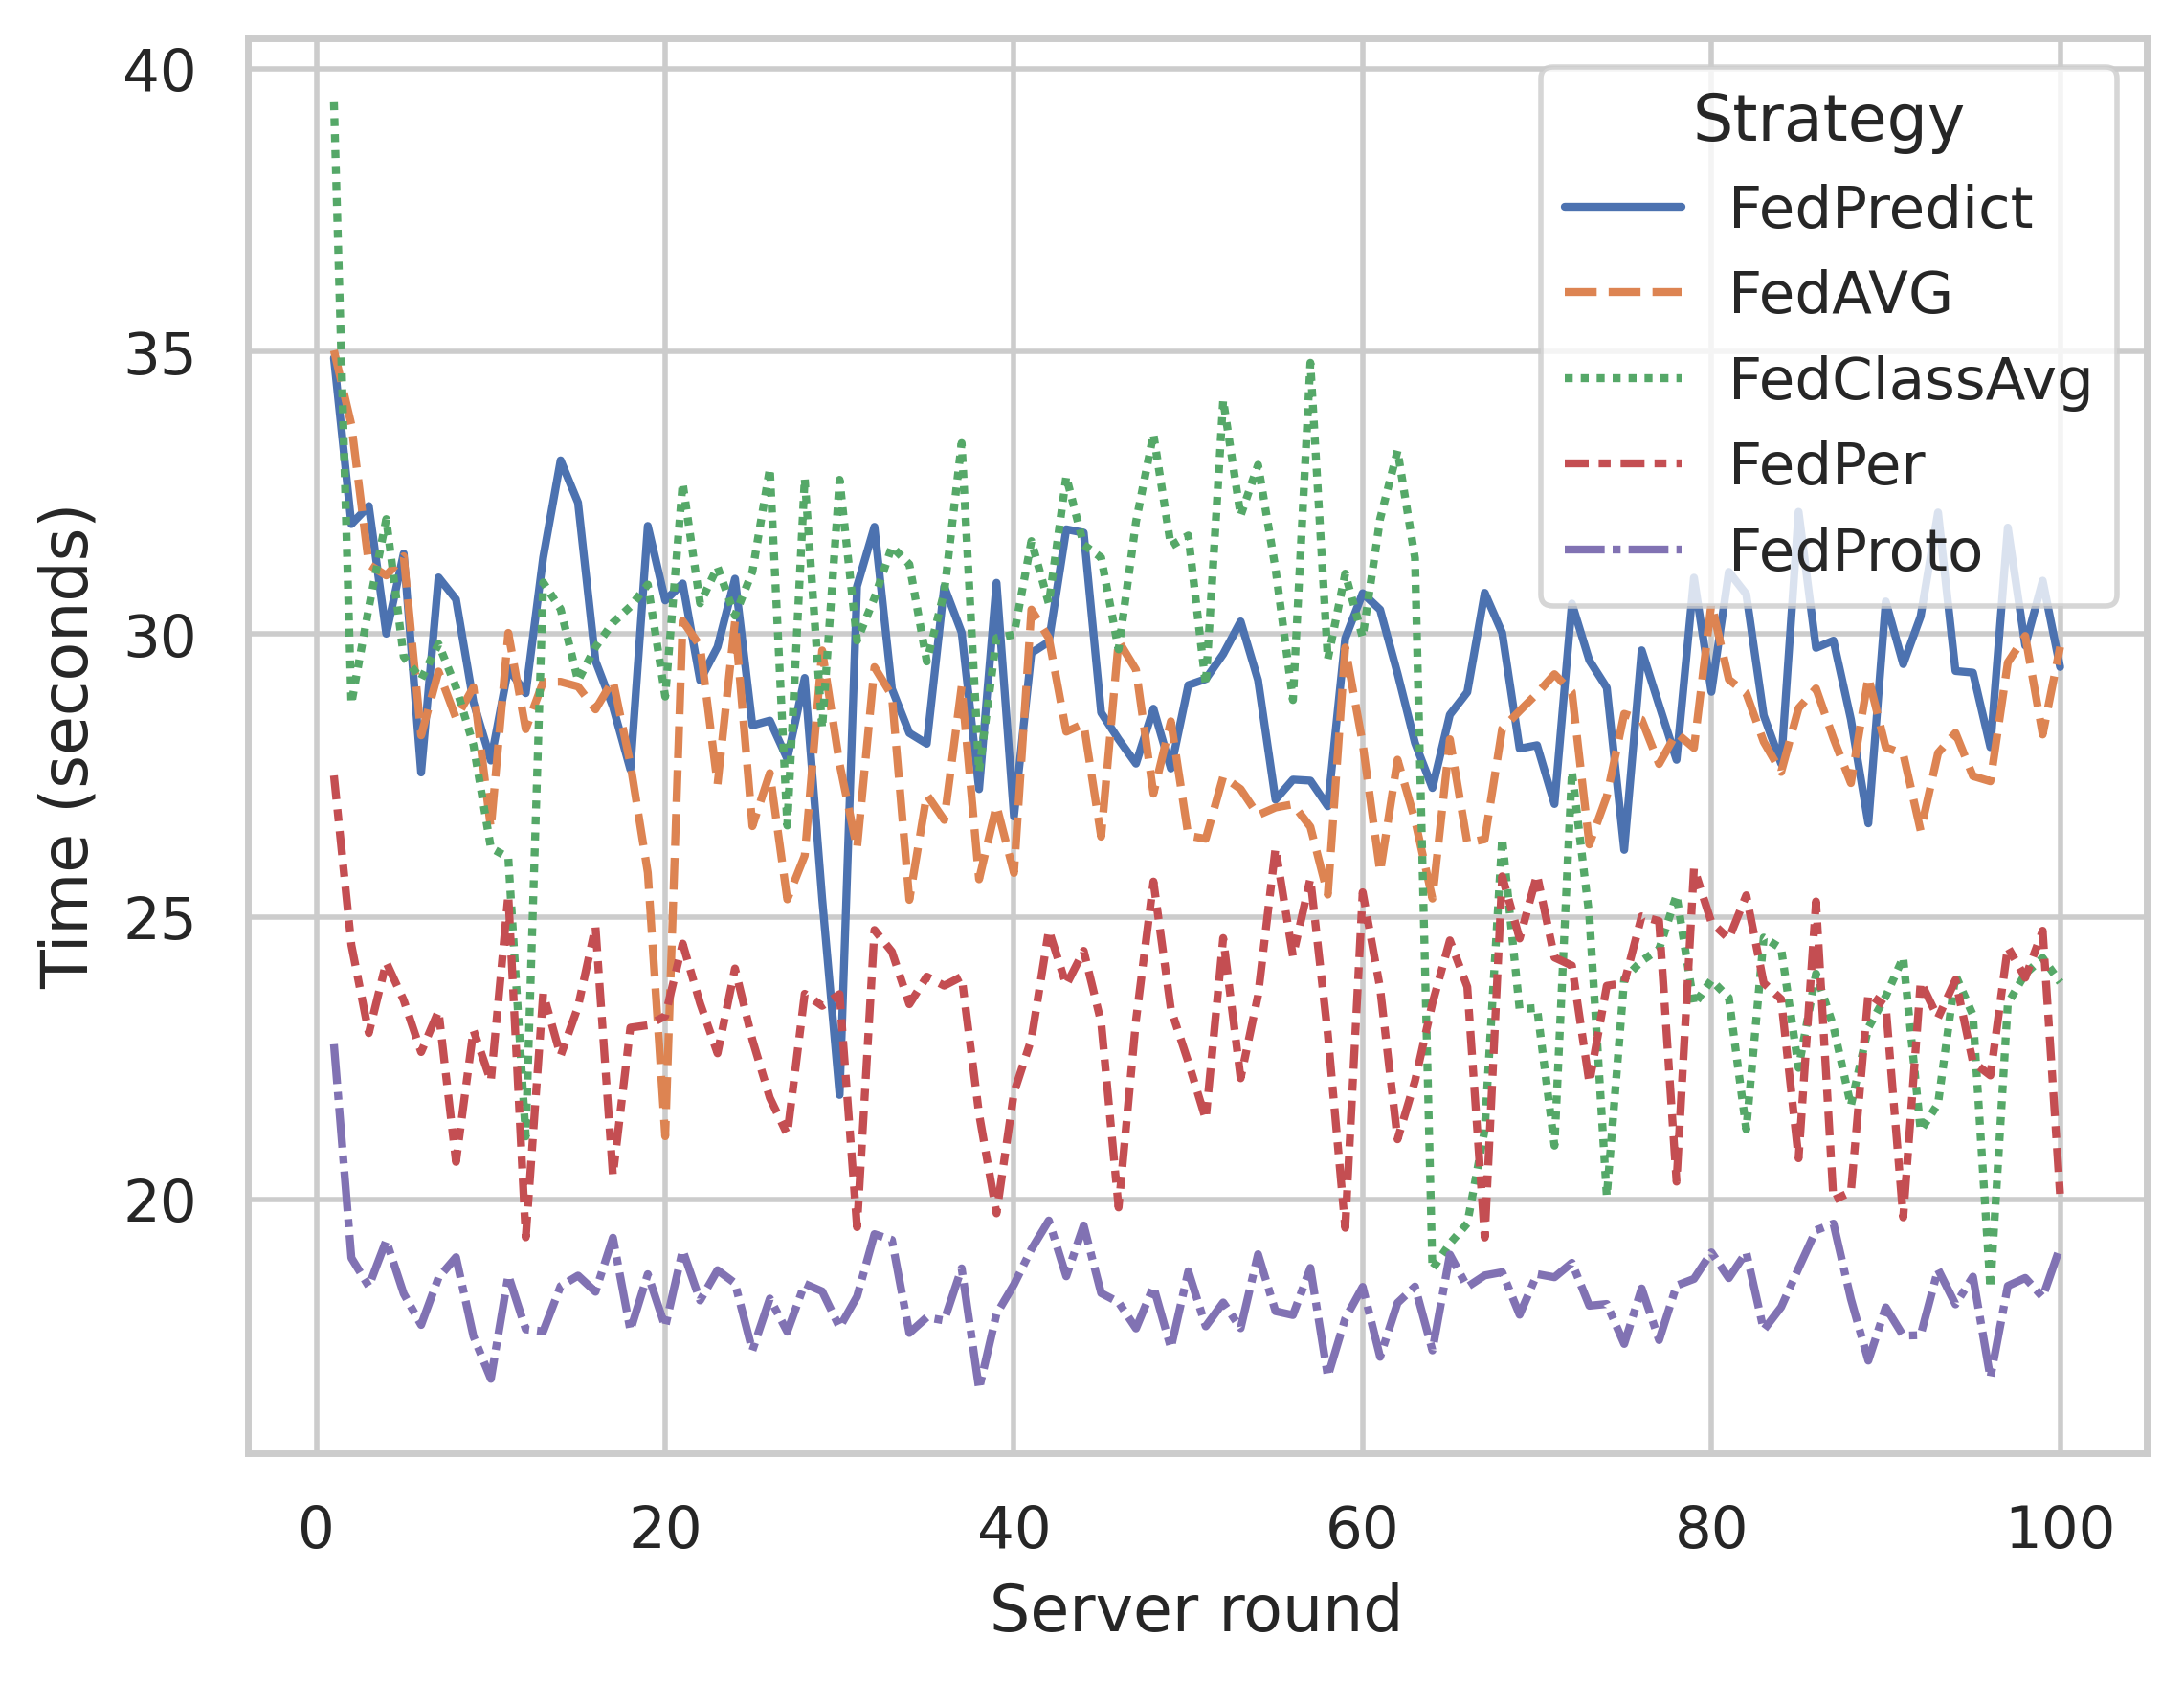 40
35
30
25
20
Time (seconds)
0 20 40 60 80 100
Server round
Strategy
FedPredict
FedAVG
FedClassAvg
FedPer
FedProto